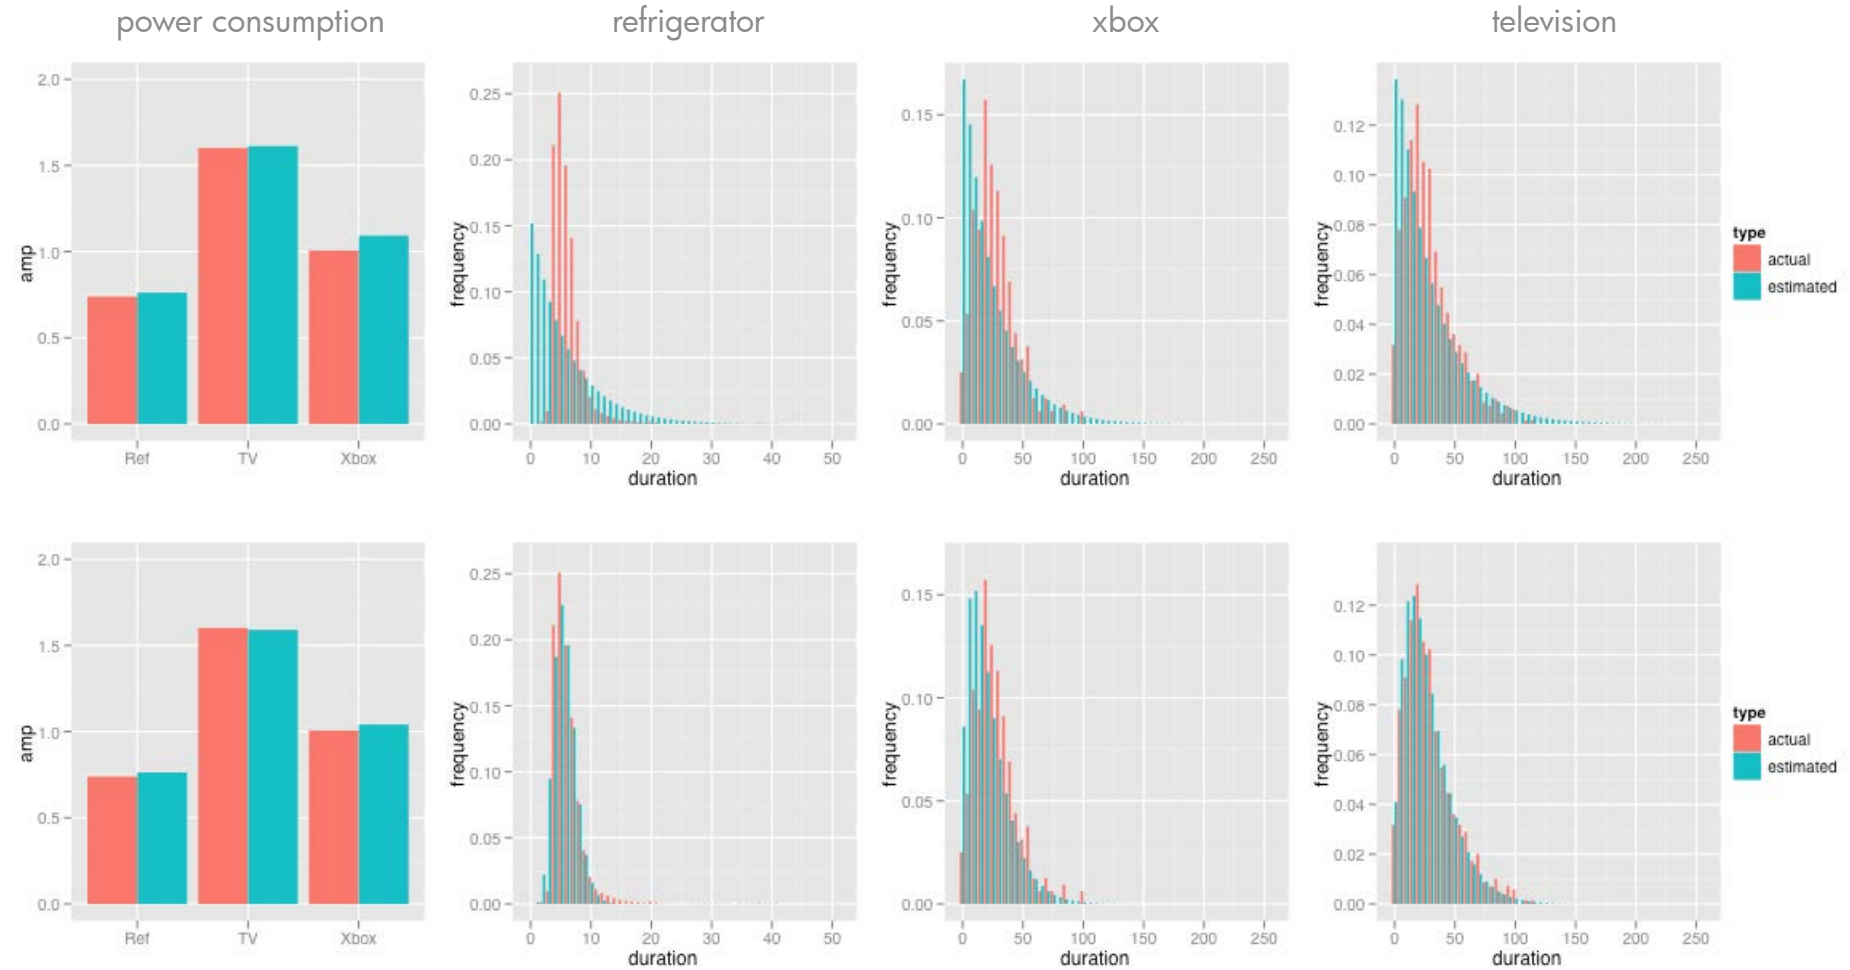 power consumption
refrigerator
xbox
television
2.0
1.5
1.0
0.5
0.0
amp
Ref TV Xbox
0.25
0.20
0.15
0.10
0.05
0.00
frequency
0 10 20 30 40 50
duration
0.15
0.10
0.05
0.00
frequency
0 50 100 150 200 250
duration
0.12
0.10
0.08
0.06
0.04
0.02
0.00
frequency
0 50 100 150 200 250
duration
type
actual
estimated
2.0
1.5
1.0
0.5
0.0
amp
Ref TV Xbox
0.25
0.20
0.15
0.10
0.05
0.00
frequency
0 10 20 30 40 50
duration
0.15
0.10
0.05
0.00
frequency
0 50 100 150 200 250
duration
0.12
0.10
0.08
0.06
0.04
0.02
0.00
frequency
0 50 100 150 200 250
duration
type
actual
estimated